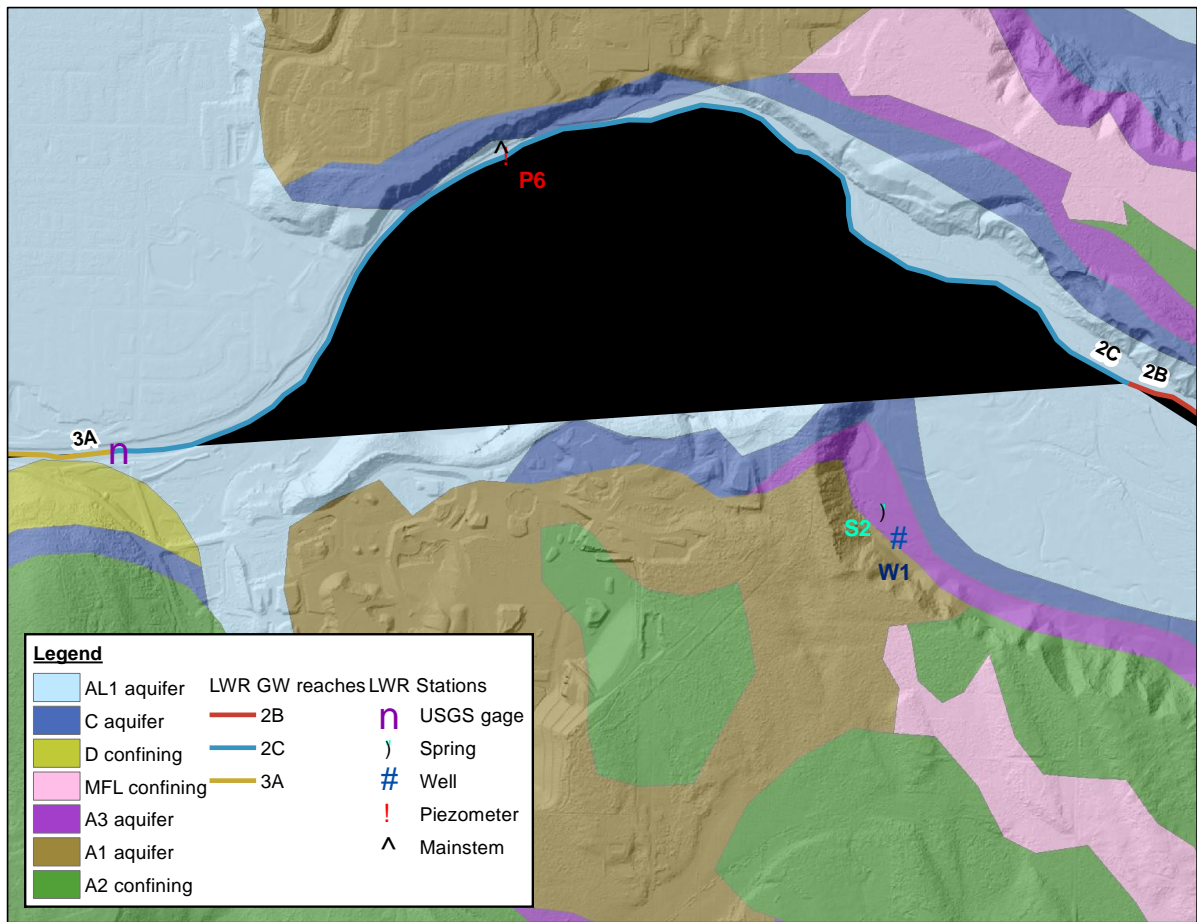 P6
2C
2B
3A
n
S2
W1
Legend
AL1 aquifer
C aquifer
D confining
MFL confining
A3 aquifer
A1 aquifer
A2 confining
LWR GW reaches
2B
2C
3A
LWR Stations
n USGS gage
) Spring
# Well
! Piezometer
^ Mainstem